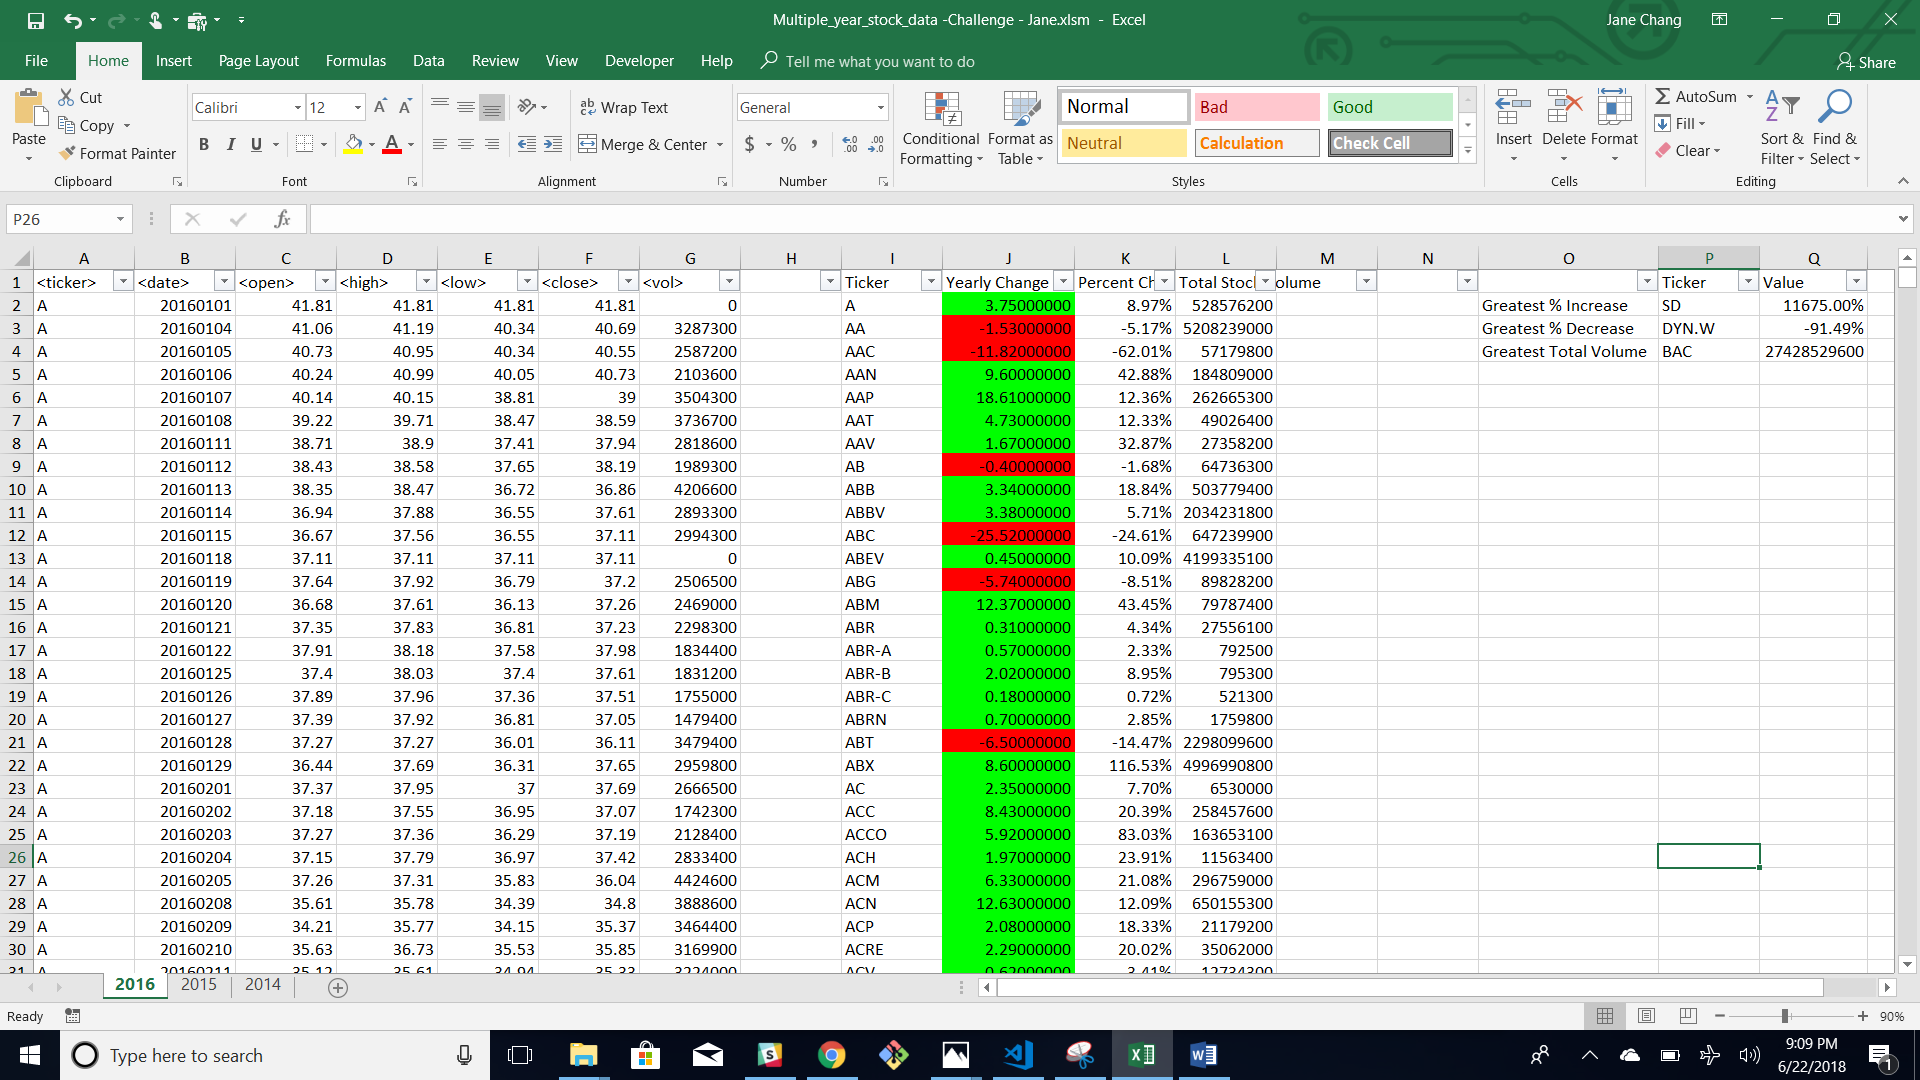 Multiple_year_stock_data -Challenge - Jane.xlsm - Excel
Jane Chang
File Home Insert Page Layout Formulas Data Review View Developer Help Tell me what you want to do Share
Paste Cut Copy Format Painter Clipboard
Calibri 12 B I U A A A Font
ab Wrap Text Merge & Center Alignment
General $ % , Number
Conditional Formatting Format as Table
Normal Bad Good
Neutral Calculation Check Cell
Styles
Insert Delete Format Cells
AutoSum Fill Clear Sort & Filter Find & Select Editing
P26 fx
A B C D E F G H I J K L M N O P Q
1 <ticker> <date> <open> <high> <low> <close> <vol> Ticker Yearly Change Percent Ch Total Stoc olume Ticker Value
2 A 20160101 41.81 41.81 41.81 41.81 0 A 3.75000000 8.97% 528576200 Greatest % Increase SD 11675.00%
3 A 20160104 41.06 41.19 40.34 40.69 3287300 AA -1.53000000 -5.17% 5208239000 Greatest % Decrease DYN.W -91.49%
4 A 20160105 40.73 40.95 40.34 40.55 2587200 AAC -11.82000000 -62.01% 57179800 Greatest Total Volume BAC 27428529600
5 A 20160106 40.24 40.99 40.05 40.73 2103600 AAN 9.60000000 42.88% 184809000
6 A 20160107 40.14 40.15 38.81 39 3504300 AAP 18.61000000 12.36% 262665300
7 A 20160108 39.22 39.71 38.47 38.59 3736700 AAT 4.73000000 12.33% 49026400
8 A 20160111 38.71 38.9 37.41 37.94 2818600 AAV 1.67000000 32.87% 27358200
9 A 20160112 38.43 38.58 37.65 38.19 1989300 AB -0.40000000 -1.68% 64736300
10 A 20160113 38.35 38.47 36.72 36.86 4206600 ABB 3.34000000 18.84% 503779400
11 A 20160114 36.94 37.88 36.55 37.61 2893300 ABBV 3.38000000 5.71% 2034231800
12 A 20160115 36.67 37.56 36.55 37.11 2994300 ABC -25.52000000 -24.61% 647239900
13 A 20160118 37.11 37.11 37.11 37.11 0 ABEV 0.45000000 10.09% 4199335100
14 A 20160119 37.64 37.92 36.79 37.2 2506500 ABG -5.74000000 -8.51% 89828200
15 A 20160120 36.68 37.61 36.13 37.26 2469000 ABM 12.37000000 43.45% 79787400
16 A 20160121 37.35 37.83 36.81 37.23 2298300 ABR 0.31000000 4.34% 27556100
17 A 20160122 37.91 38.18 37.58 37.98 1834400 ABR-A 0.57000000 2.33% 792500
18 A 20160125 37.4 38.03 37.4 37.61 1831200 ABR-B 2.02000000 8.95% 795300
19 A 20160126 37.89 37.96 37.36 37.51 1755000 ABR-C 0.18000000 0.72% 521300
20 A 20160127 37.39 37.92 36.81 37.05 1479400 ABRN 0.70000000 2.85% 1759800
21 A 20160128 37.27 37.27 36.01 36.11 3479400 ABT -6.50000000 -14.47% 2298099600
22 A 20160129 36.44 37.69 36.31 37.65 2959800 ABX 8.60000000 116.53% 4996990800
23 A 20160201 37.37 37.95 37 37.69 2666500 AC 2.35000000 7.70% 6530000
24 A 20160202 37.18 37.55 36.95 37.07 1742300 ACC 8.43000000 20.39% 258457600
25 A 20160203 37.27 37.36 36.29 37.19 2128400 ACCO 5.92000000 83.03% 163653100
26 A 20160204 37.15 37.79 36.97 37.42 2833400 ACH 1.97000000 23.91% 11563400
27 A 20160205 37.26 37.31 35.83 36.04 4424600 ACM 6.33000000 21.08% 296759000
28 A 20160208 35.61 35.78 34.39 34.8 3888600 ACN 12.63000000 12.09% 650155300
29 A 20160209 34.21 35.77 34.15 35.37 3464400 ACP 2.08000000 18.33% 21179200
30 A 20160210 35.63 36.73 35.53 35.85 3169900 ACRE 2.29000000 20.02% 35062000
31 A 20160211 35.12 35.61 34.94 35.33 3224000 ACV 0.62000000 3.41% 12734300
2016 2015 2014
Ready 90%
Type here to search
9:09 PM
6/22/2018
1